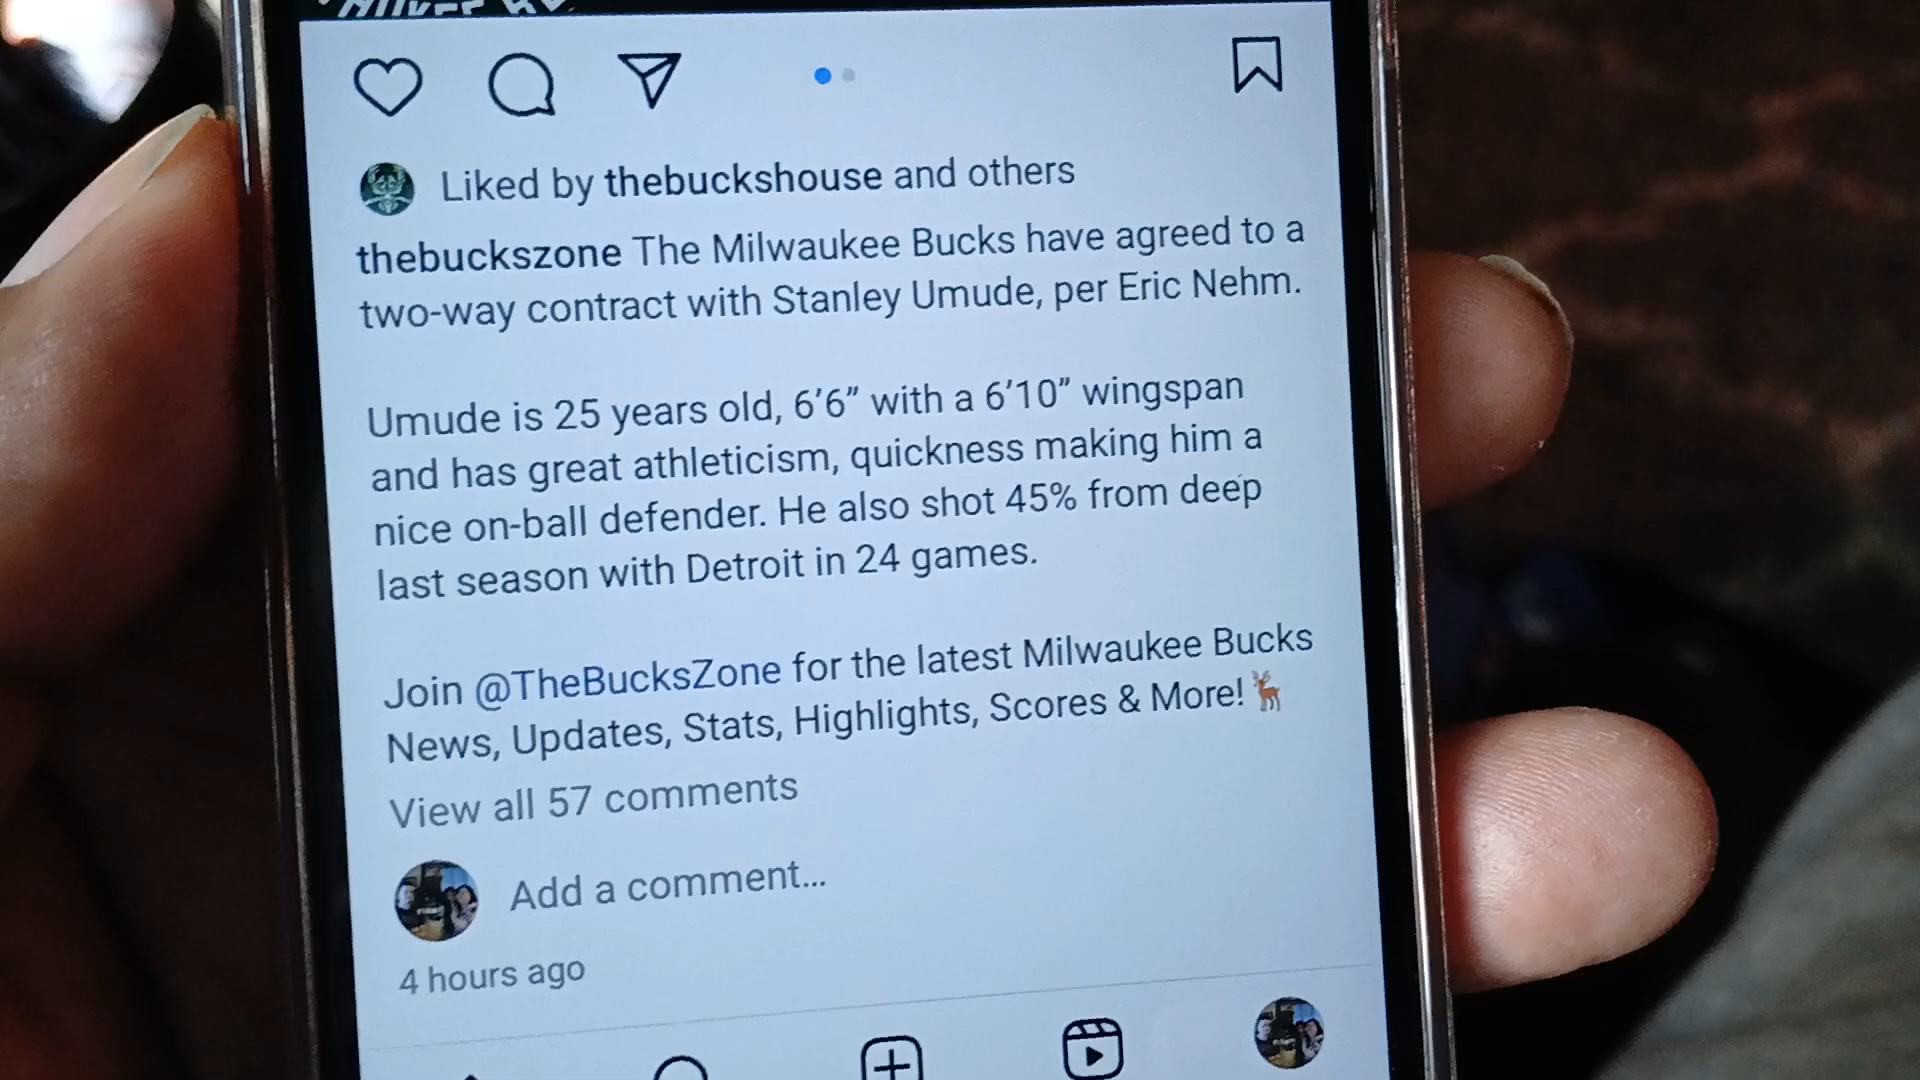 Liked by thebuckshouse and others
thebuckszone The Milwaukee Bucks have agreed to a
two-way contract with Stanley Umude, per Eric Nehm.
Umude is 25 years old, 6’6” with a 6’10” wingspan
and has great athleticism, quickness making him a
nice on-ball defender. He also shot 45% from deep
last season with Detroit in 24 games.
Join @TheBucksZone for the latest Milwaukee Bucks
News, Updates, Stats, Highlights, Scores & More!🦌
View all 57 comments
Add a comment...
4 hours ago